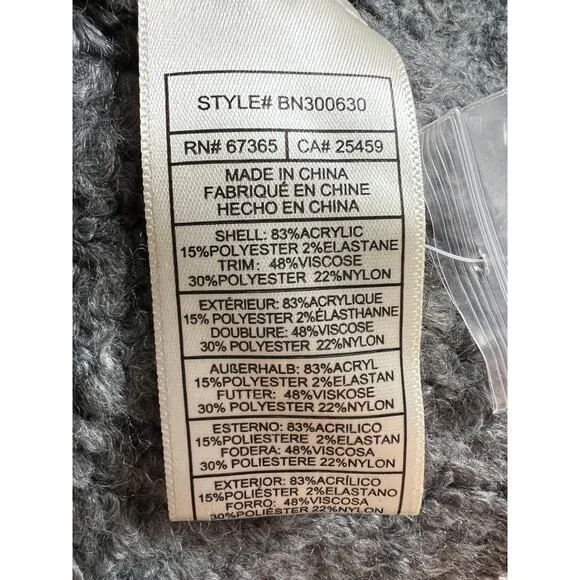 STYLE# BN300630
RN# 67365 CA# 25459
MADE IN CHINA
FABRIQUÉ EN CHINE
HECHO EN CHINA
SHELL: 83%ACRYLIC
15%POLYESTER 2%ELASTANE
TRIM: 48%VISCOSE
30%POLYESTER 22%NYLON
EXTÉRIEUR: 83%ACRYLIQUE
15% POLYESTER 2%ÉLASTHANNE
DOUBLURE: 48%VISCOSE
30% POLYESTER 22%NYLON
AUßERHALB: 83%ACRYL
15%POLYESTER 2%ELASTAN
FUTTER: 48%VISKOSE
30% POLYESTER 22%NYLON
ESTERNO: 83%ACRILICO
15%POLIESTERE 2%ELASTAN
FODERA: 48%VISCOSA
30% POLIESTERE 22%NYLON
EXTERIOR: 83%ACRÍLICO
15%POLIÉSTER 2%ELASTANO
FORRO: 48%VISCOSA
30%POLIÉSTER 22%NYLON